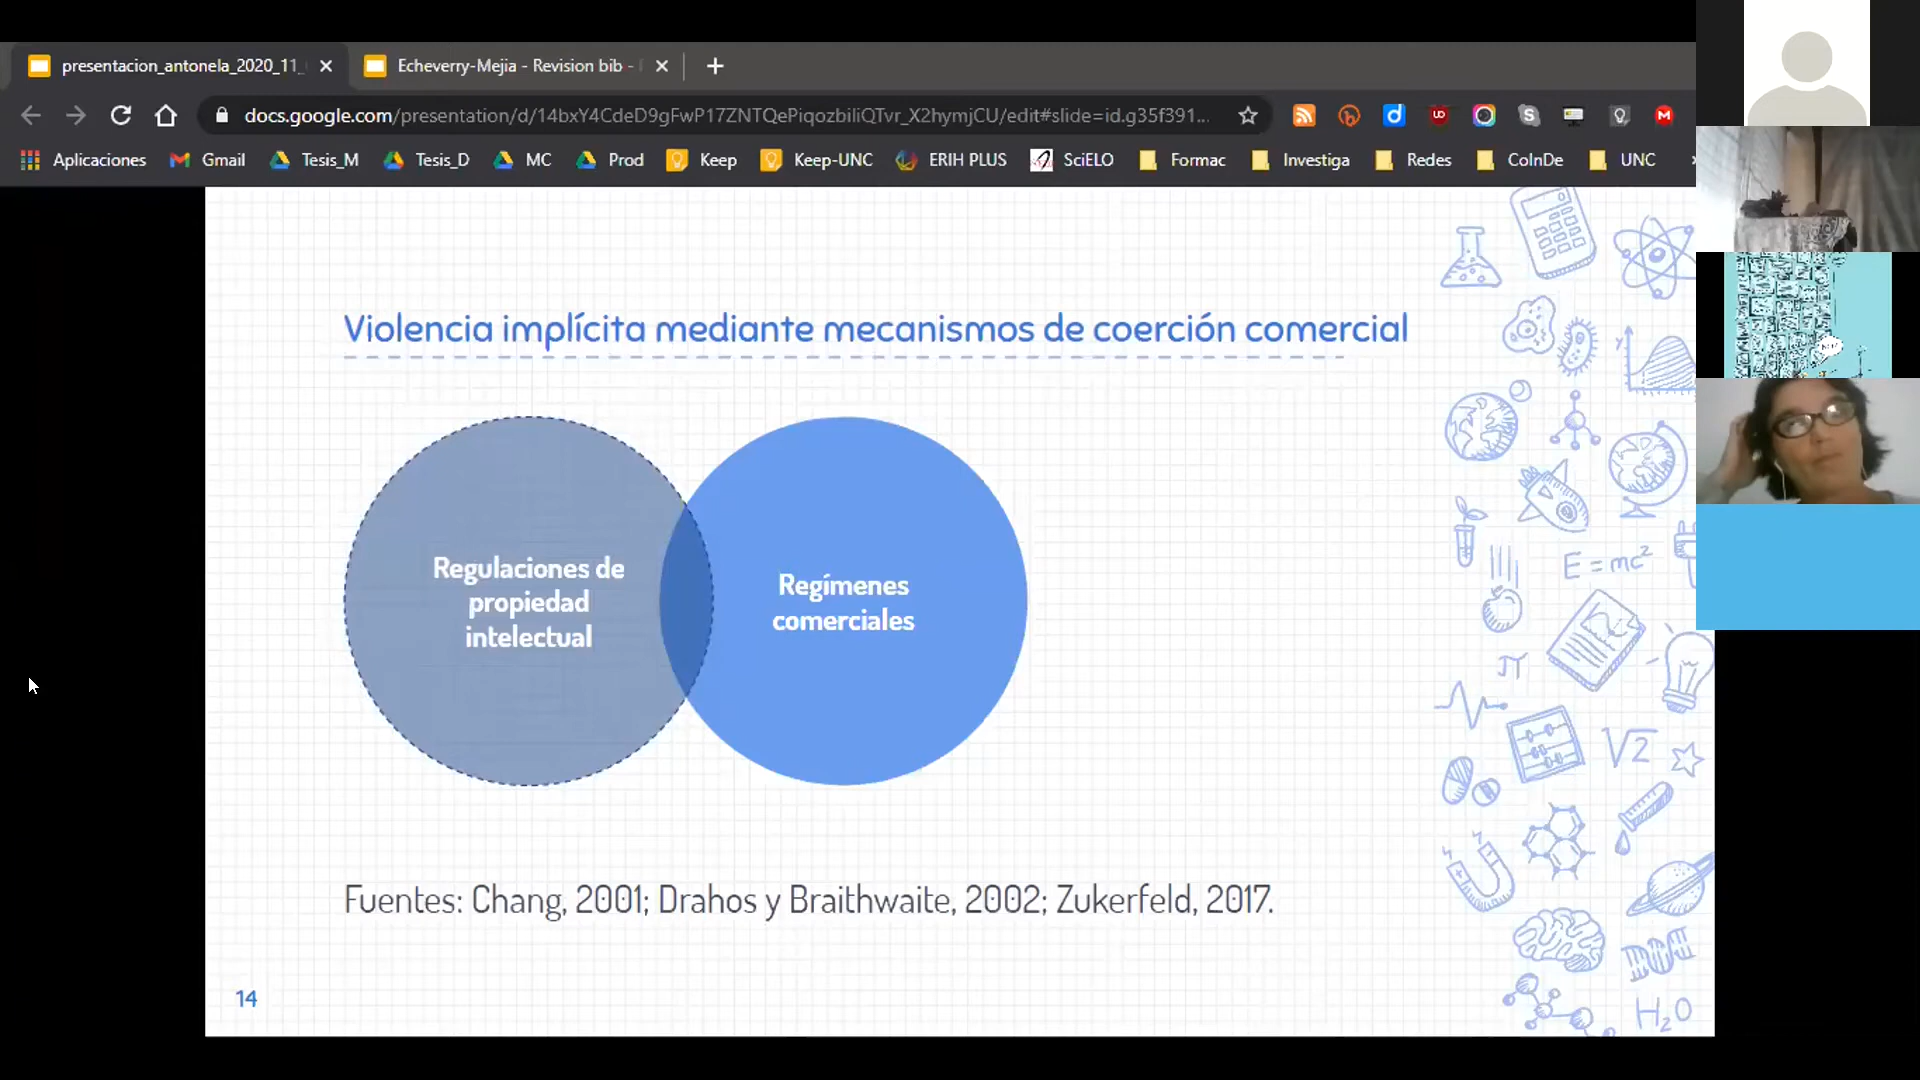 presentacion_antonela_2020_11_
Echeverry-Mejia - Revision bib -
docs.google.com/presentation/d/14bxY4CdeD9gFwP17ZNTQePiqozbiliQTvr_X2hymjCU/edit#slide=id.g35f391...
Aplicaciones Gmail Tesis_M Tesis_D MC Prod Keep Keep-UNC ERIH PLUS SciELO Formac Investiga Redes CoInDe UNC
Violencia implícita mediante mecanismos de coerción comercial
Regulaciones de
propiedad
intelectual
Regímenes
comerciales
Fuentes: Chang, 2001; Drahos y Braithwaite, 2002; Zukerfeld, 2017.
14
y
E = mc²
π
√2
H₂O